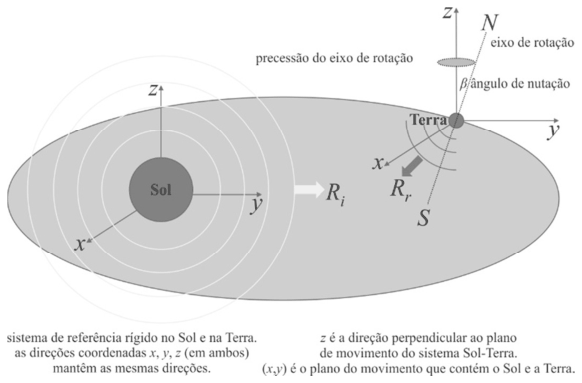 z
N
eixo de rotação
precessão do eixo de rotação
β ângulo de nutação
z
Terra
y
x
Sol
R_r
y
R_i
x
S
sistema de referência rígido no Sol e na Terra.
as direções coordenadas x, y, z (em ambos)
mantêm as mesmas direções.
z é a direção perpendicular ao plano
de movimento do sistema Sol-Terra.
(x,y) é o plano do movimento que contém o Sol e a Terra.